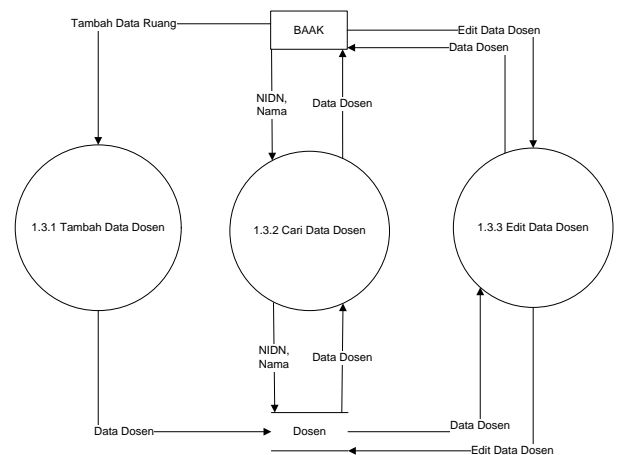 Tambah Data Ruang
BAAK
Edit Data Dosen
Data Dosen
NIDN,
Nama
Data Dosen
1.3.1 Tambah Data Dosen
1.3.2 Cari Data Dosen
1.3.3 Edit Data Dosen
NIDN,
Nama
Data Dosen
Data Dosen
Dosen
Data Dosen
Edit Data Dosen